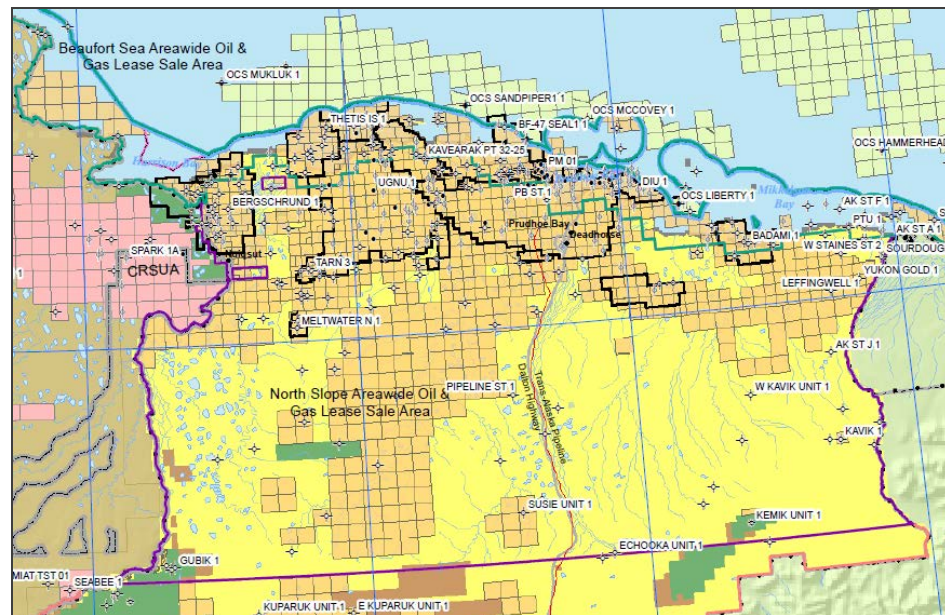 Beaufort Sea Areawide Oil &
Gas Lease Sale Area
OCS MUKLUK 1
OCS SANDPIPER1 1
OCS MCCOVEY 1
THETIS IS 1
BF-47 SEAL1 1
OCS HAMMERHEAD
Harrison Bay
KAVEARAK PT 32-25
PM 01
UGNU 1
PB ST 1
DIU 1
OCS LIBERTY 1
Mikkelsen
Bay
BERGSCHRUND 1
AK ST F 1
PTU 1
AK ST A 1
Prudhoe Bay
Deadhorse
BADAMI 1
W STAINES ST 2
SOURDOUG
SPARK 1A
Nuiqsut
CRSUA
TARN 3
YUKON GOLD 1
LEFFINGWELL 1
MELTWATER N 1
AK ST J 1
North Slope Areawide Oil &
Gas Lease Sale Area
PIPELINE ST 1
Trans-Alaska Pipeline
Dalton Highway
W KAVIK UNIT 1
KAVIK 1
SUSIE UNIT 1
KEMIK UNIT 1
ECHOOKA UNIT 1
GUBIK 1
MIAT TST 01
SEABEE 1
KUPARUK UNIT 1
E KUPARUK UNIT 1